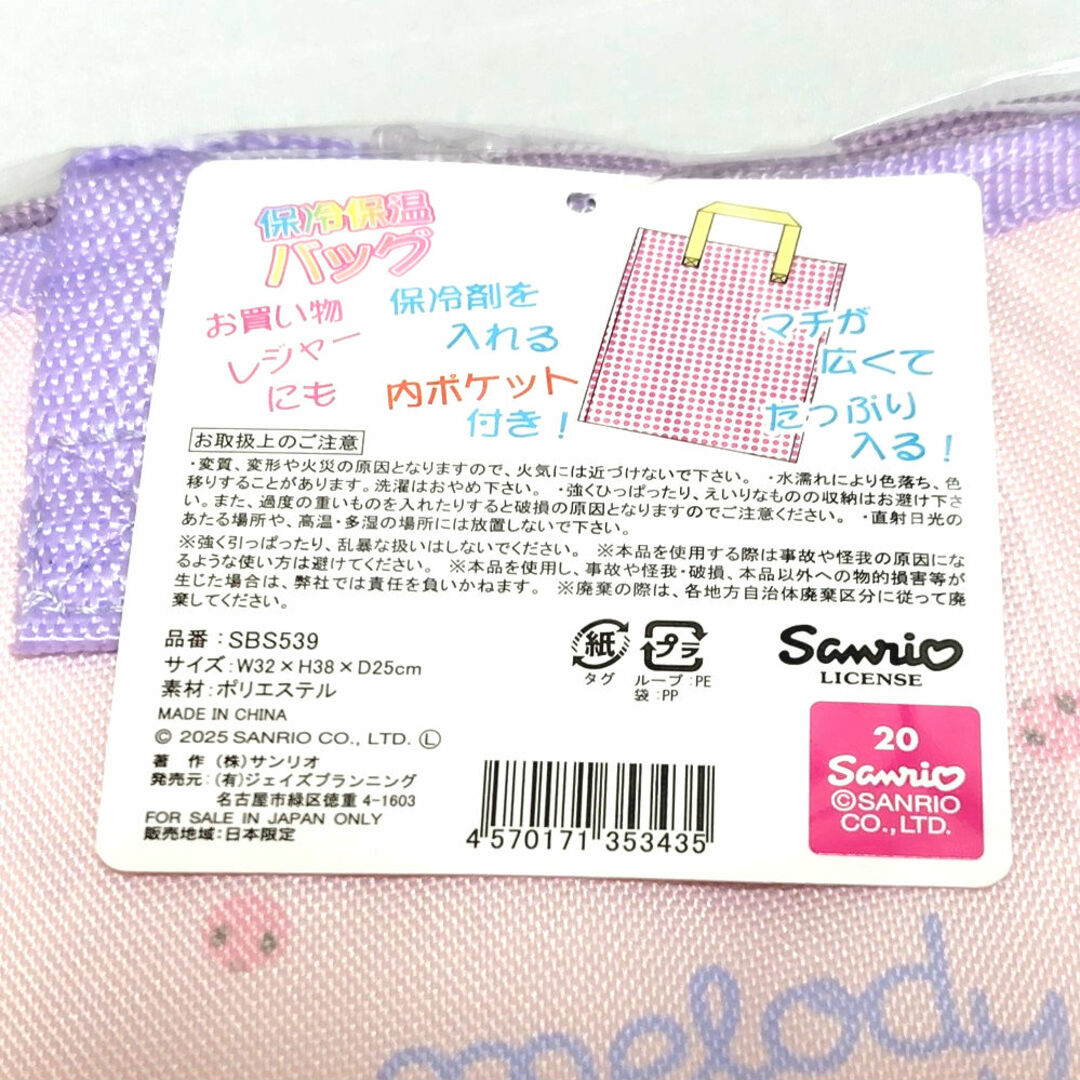 保冷保温
バッグ
お買い物
レジャー
にも
保冷剤を
入れる
内ポケット
付き!
マチが
広くて
たっぷり
入る!
お取扱上のご注意
・変質、変形や火災の原因となりますので、火気には近づけないで下さい。 ・水濡れにより色落ち、色
移りすることがあります。洗濯はおやめ下さい。 ・強くひっぱったり、えいりなものの収納はお避け下さ
い。また、過度の重いものを入れたりすると破損の原因となりますのでご注意ください。 ・直射日光の
あたる場所や、高温・多湿の場所には放置しないで下さい。
※強く引っぱったり、乱暴な扱いはしないでください。 ※本品を使用する際は事故や怪我の原因にな
るような使い方は避けてください。 ※本品を使用し、事故や怪我・破損、本品以外への物的損害等が
生じた場合は、弊社では責任を負いかねます。 ※廃棄の際は、各地方自治体廃棄区分に従って廃
棄してください。
品番:SBS539
サイズ:W32×H38×D25cm
素材:ポリエステル
MADE IN CHINA
© 2025 SANRIO CO., LTD. Ⓛ
著 作 (株)サンリオ
発売元:(有)ジェイズプランニング
名古屋市緑区徳重 4-1603
FOR SALE IN JAPAN ONLY
販売地域:日本限定
紙
タグ
プラ
ループ:PE
袋:PP
Sanrio
LICENSE
20
Sanrio
©SANRIO
CO.,LTD.
4 570171 353435
melody